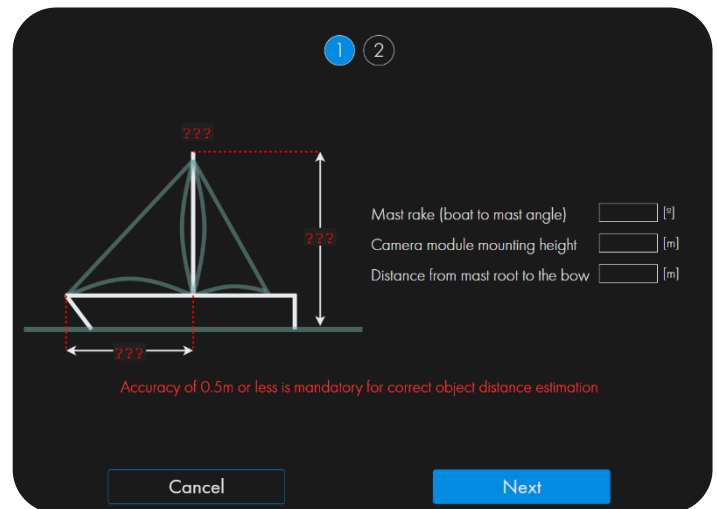 1 2
???
???
???
Mast rake (boat to mast angle) [º]
Camera module mounting height [m]
Distance from mast root to the bow [m]
Accuracy of 0.5m or less is mandatory for correct object distance estimation
Cancel Next